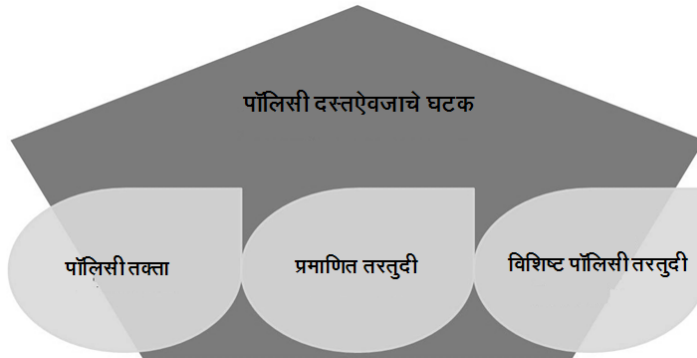 पॉलिसी दस्तऐवजाचे घटक
पॉलिसी तक्ता
प्रमाणित तरतुदी
विशिष्ट पॉलिसी तरतुदी